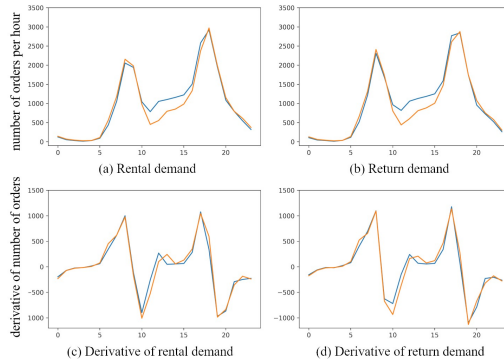 3500
3000
2500
2000
1500
1000
500
0
0 5 10 15 20
number of orders per hour
(a) Rental demand
3500
3000
2500
2000
1500
1000
500
0
0 5 10 15 20
(b) Return demand
1500
1000
500
0
500
1000
0 5 10 15 20
derivative of number of orders
(c) Derivative of rental demand
1500
1000
500
0
−500
−1000
0 5 10 15 20
(d) Derivative of return demand